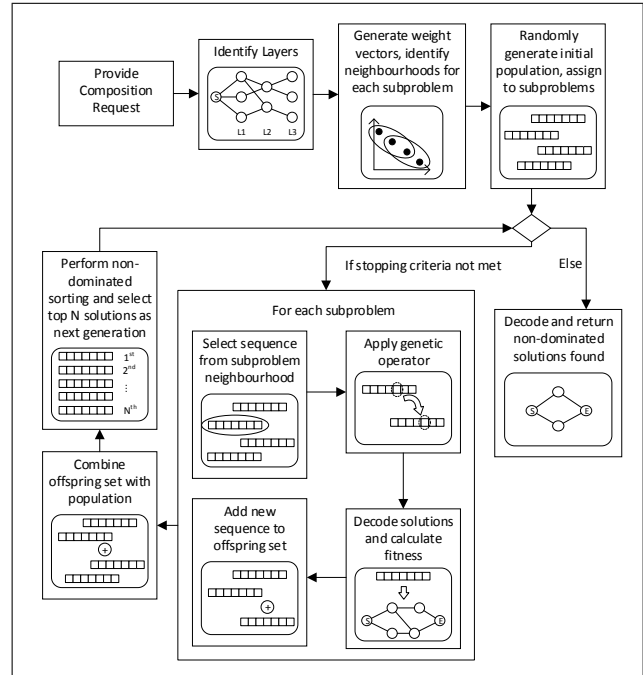 Provide
Composition
Request
Identify Layers
S
L1 L2 L3
Generate weight
vectors, identify
neighbourhoods for
each subproblem
Randomly
generate initial
population, assign
to subproblems
If stopping criteria not met
Else
Perform non-
dominated
sorting and select
top N solutions as
next generation
1st
2nd
⋮
Nth
For each subproblem
Select sequence
from subproblem
neighbourhood
Apply genetic
operator
Decode and return
non-dominated
solutions found
S E
Combine
offspring set with
population
+
Add new
sequence to
offspring set
+
Decode solutions
and calculate
fitness
S E